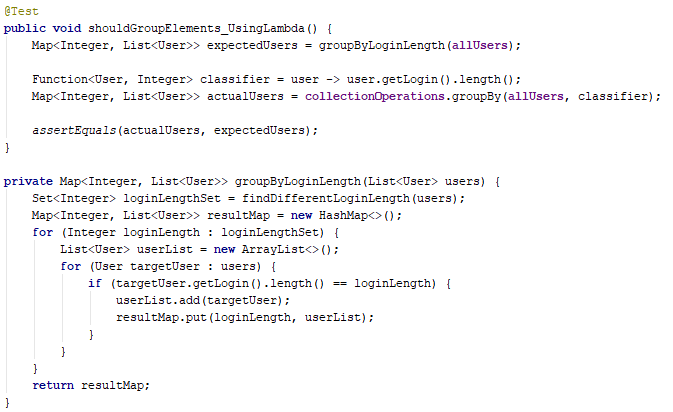 @Test
public void shouldGroupElements_UsingLambda() {
    Map<Integer, List<User>> expectedUsers = groupByLoginLength(allUsers);

    Function<User, Integer> classifier = user -> user.getLogin().length();
    Map<Integer, List<User>> actualUsers = collectionOperations.groupBy(allUsers, classifier);

    assertEquals(actualUsers, expectedUsers);
}

private Map<Integer, List<User>> groupByLoginLength(List<User> users) {
    Set<Integer> loginLengthSet = findDifferentLoginLength(users);
    Map<Integer, List<User>> resultMap = new HashMap<>();
    for (Integer loginLength : loginLengthSet) {
        List<User> userList = new ArrayList<>();
        for (User targetUser : users) {
            if (targetUser.getLogin().length() == loginLength) {
                userList.add(targetUser);
                resultMap.put(loginLength, userList);
            }
        }
    }
    return resultMap;
}